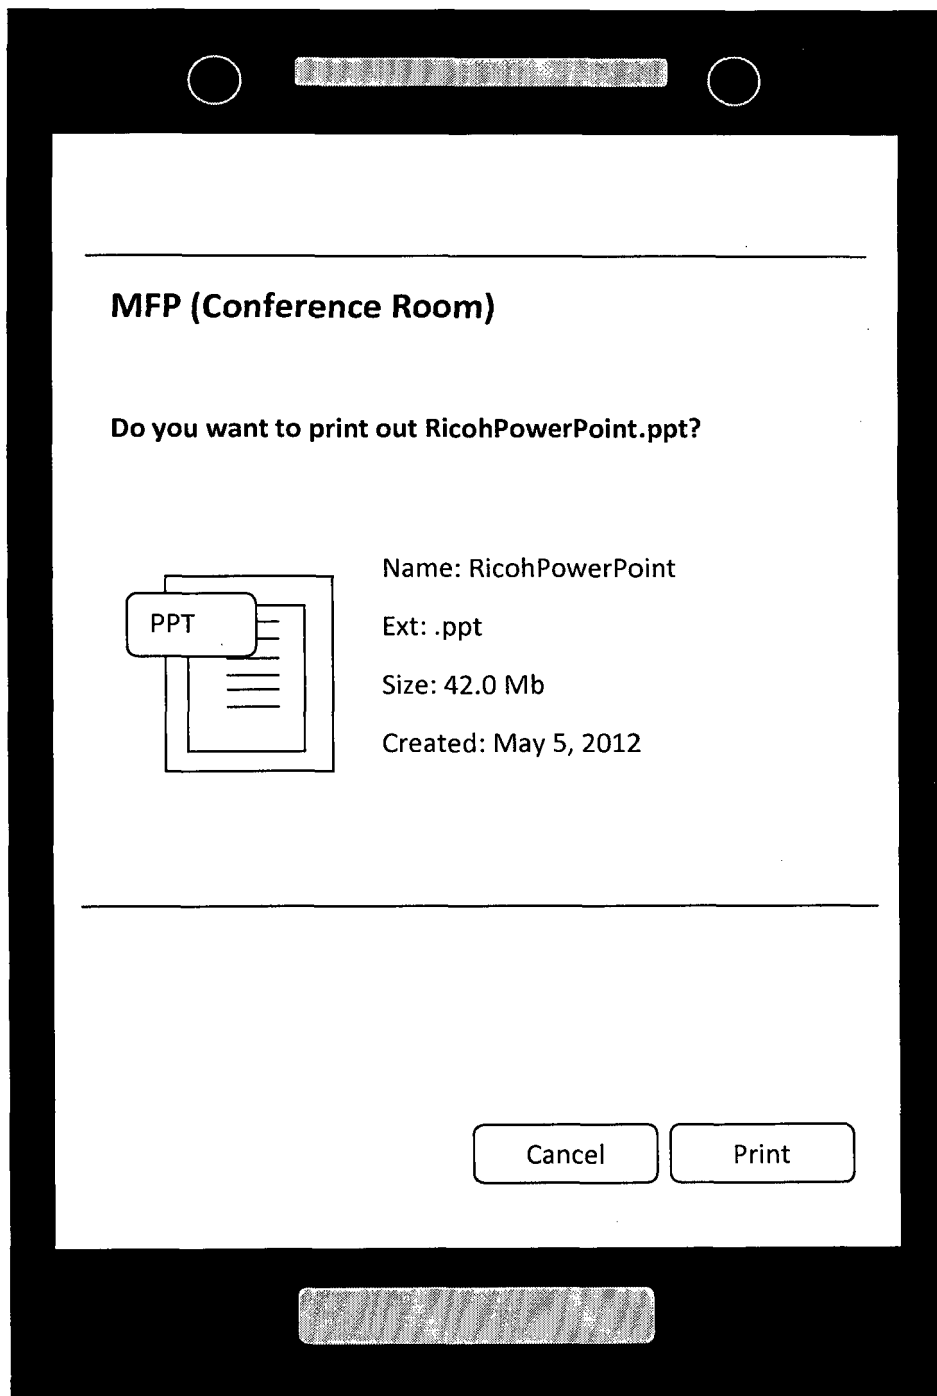 MFP (Conference Room)
Do you want to print out RicohPowerPoint.ppt?
PPT
Name: RicohPowerPoint
Ext: .ppt
Size: 42.0 Mb
Created: May 5, 2012
Cancel
Print